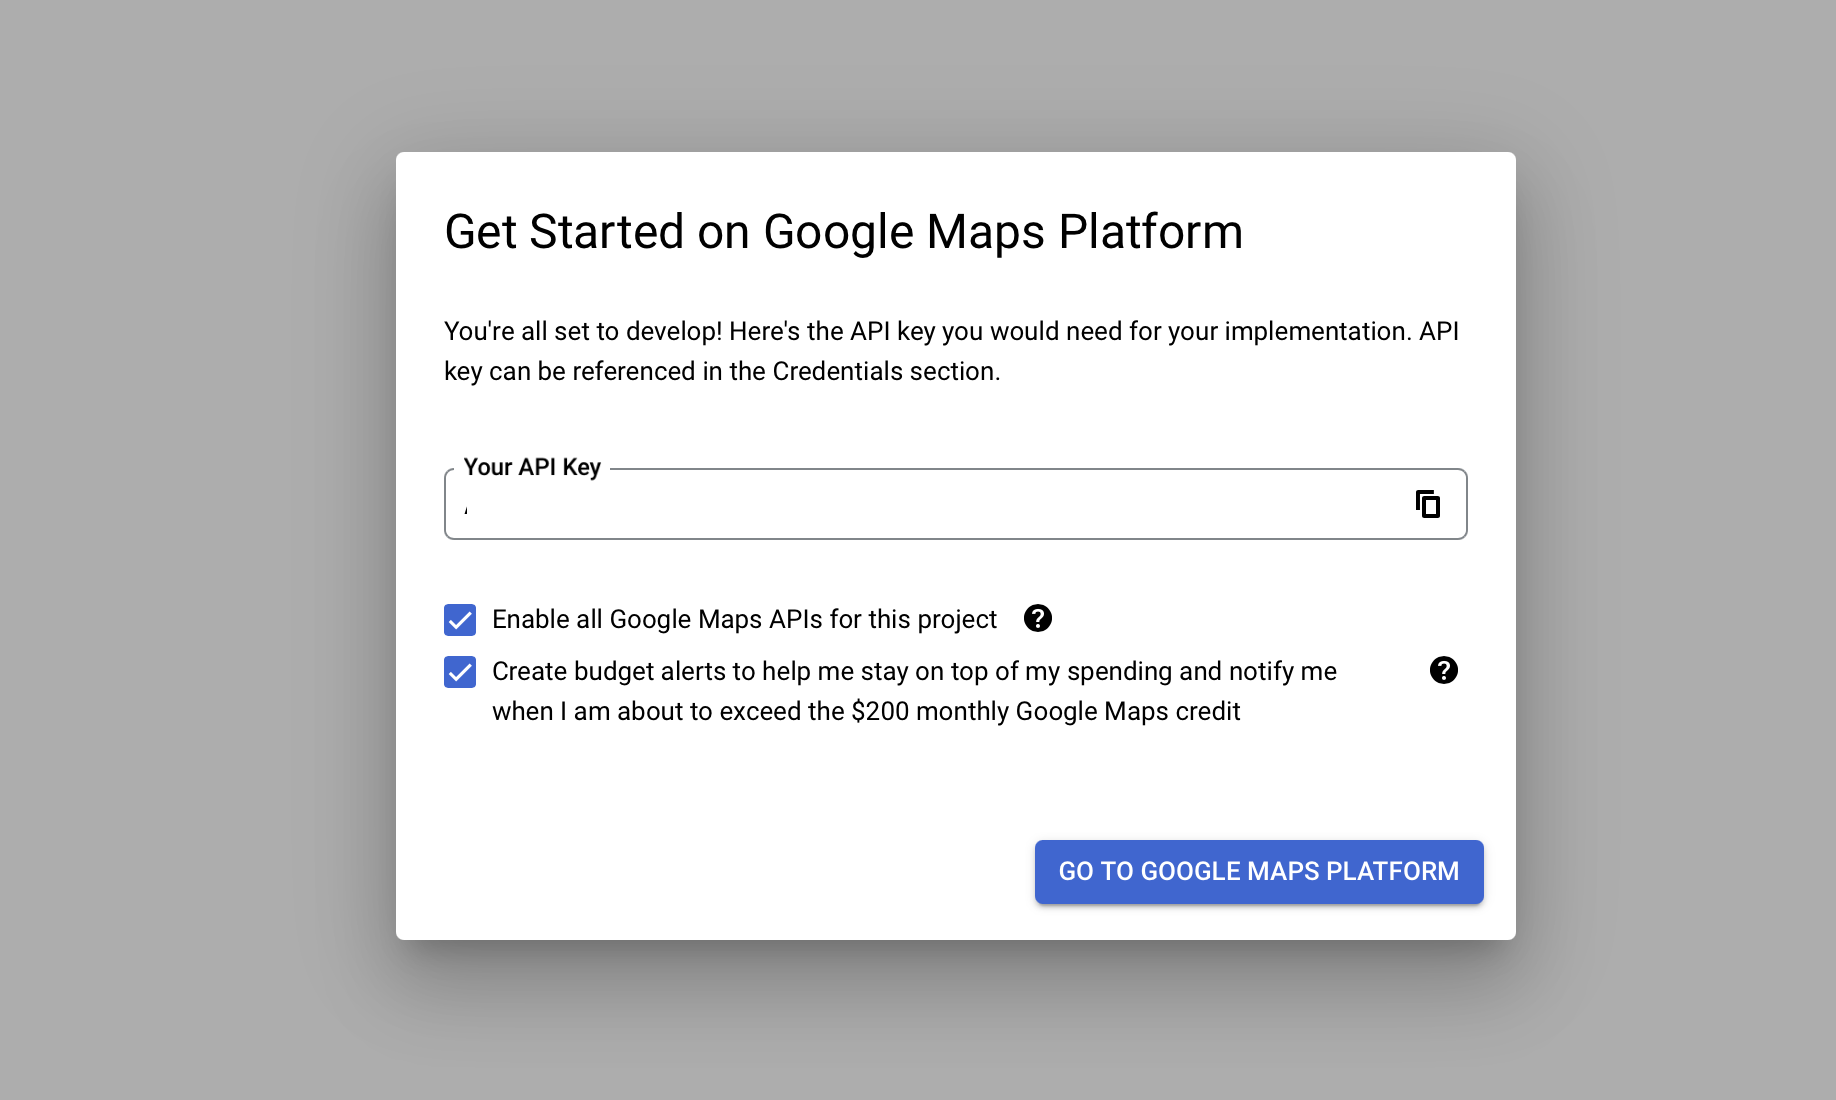 Get Started on Google Maps Platform
You're all set to develop! Here's the API key you would need for your implementation. API
key can be referenced in the Credentials section.
Your API Key
Enable all Google Maps APIs for this project
Create budget alerts to help me stay on top of my spending and notify me
when I am about to exceed the $200 monthly Google Maps credit
GO TO GOOGLE MAPS PLATFORM